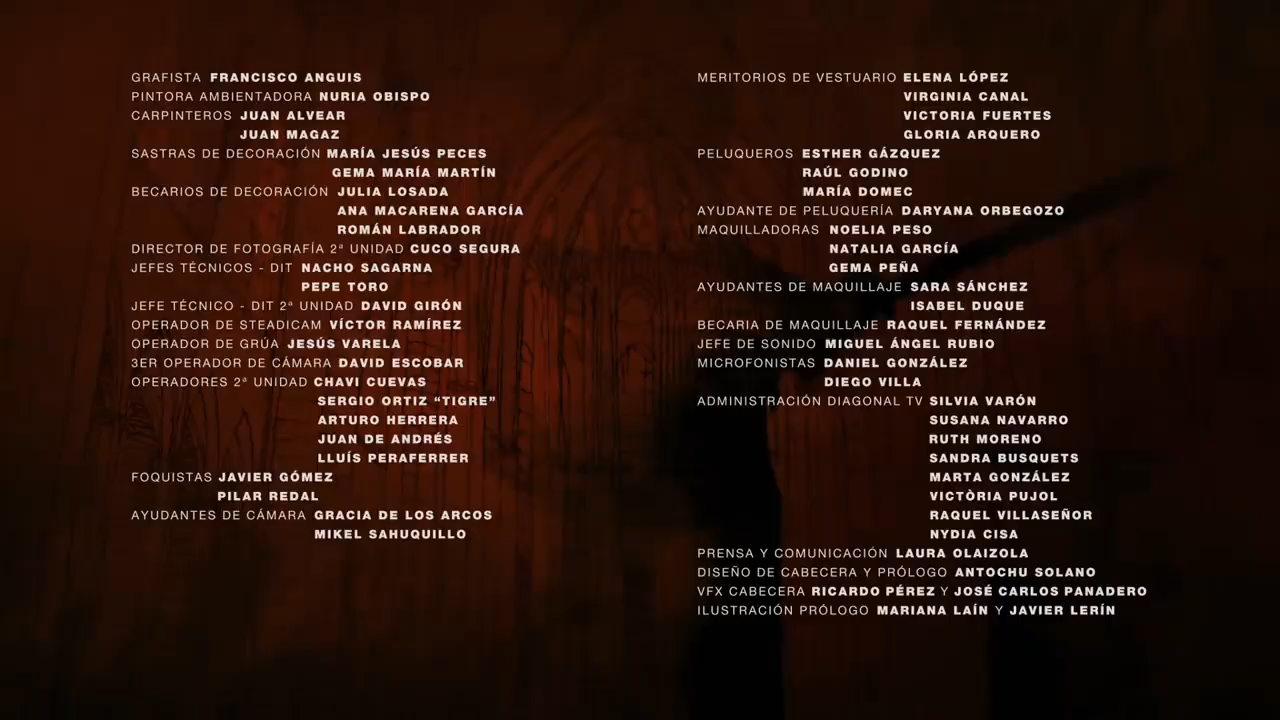 GRAFISTA FRANCISCO ANGUIS
PINTORA AMBIENTADORA NURIA OBISPO
CARPINTEROS JUAN ALVEAR
JUAN MAGAZ
SASTRAS DE DECORACIÓN MARÍA JESÚS PECES
GEMA MARÍA MARTÍN
BECARIOS DE DECORACIÓN JULIA LOSADA
ANA MACARENA GARCÍA
ROMÁN LABRADOR
DIRECTOR DE FOTOGRAFÍA 2ª UNIDAD CUCO SEGURA
JEFES TÉCNICOS - DIT NACHO SAGARNA
PEPE TORO
JEFE TÉCNICO - DIT 2ª UNIDAD DAVID GIRÓN
OPERADOR DE STEADICAM VÍCTOR RAMÍREZ
OPERADOR DE GRÚA JESÚS VARELA
3ER OPERADOR DE CÁMARA DAVID ESCOBAR
OPERADORES 2ª UNIDAD CHAVI CUEVAS
SERGIO ORTIZ “TIGRE”
ARTURO HERRERA
JUAN DE ANDRÉS
LLUÍS PERAFERRER
FOQUISTAS JAVIER GÓMEZ
PILAR REDAL
AYUDANTES DE CÁMARA GRACIA DE LOS ARCOS
MIKEL SAHUQUILLO
MERITORIOS DE VESTUARIO ELENA LÓPEZ
VIRGINIA CANAL
VICTORIA FUERTES
GLORIA ARQUERO
PELUQUEROS ESTHER GÁZQUEZ
RAÚL GODINO
MARÍA DOMEC
AYUDANTE DE PELUQUERÍA DARYANA ORBEGOZO
MAQUILLADORAS NOELIA PESO
NATALIA GARCÍA
GEMA PEÑA
AYUDANTES DE MAQUILLAJE SARA SÁNCHEZ
ISABEL DUQUE
BECARIA DE MAQUILLAJE RAQUEL FERNÁNDEZ
JEFE DE SONIDO MIGUEL ÁNGEL RUBIO
MICROFONISTAS DANIEL GONZÁLEZ
DIEGO VILLA
ADMINISTRACIÓN DIAGONAL TV SILVIA VARÓN
SUSANA NAVARRO
RUTH MORENO
SANDRA BUSQUETS
MARTA GONZÁLEZ
VICTÒRIA PUJOL
RAQUEL VILLASEÑOR
NYDIA CISA
PRENSA Y COMUNICACIÓN LAURA OLAIZOLA
DISEÑO DE CABECERA Y PRÓLOGO ANTOCHU SOLANO
VFX CABECERA RICARDO PÉREZ Y JOSÉ CARLOS PANADERO
ILUSTRACIÓN PRÓLOGO MARIANA LAÍN Y JAVIER LERÍN